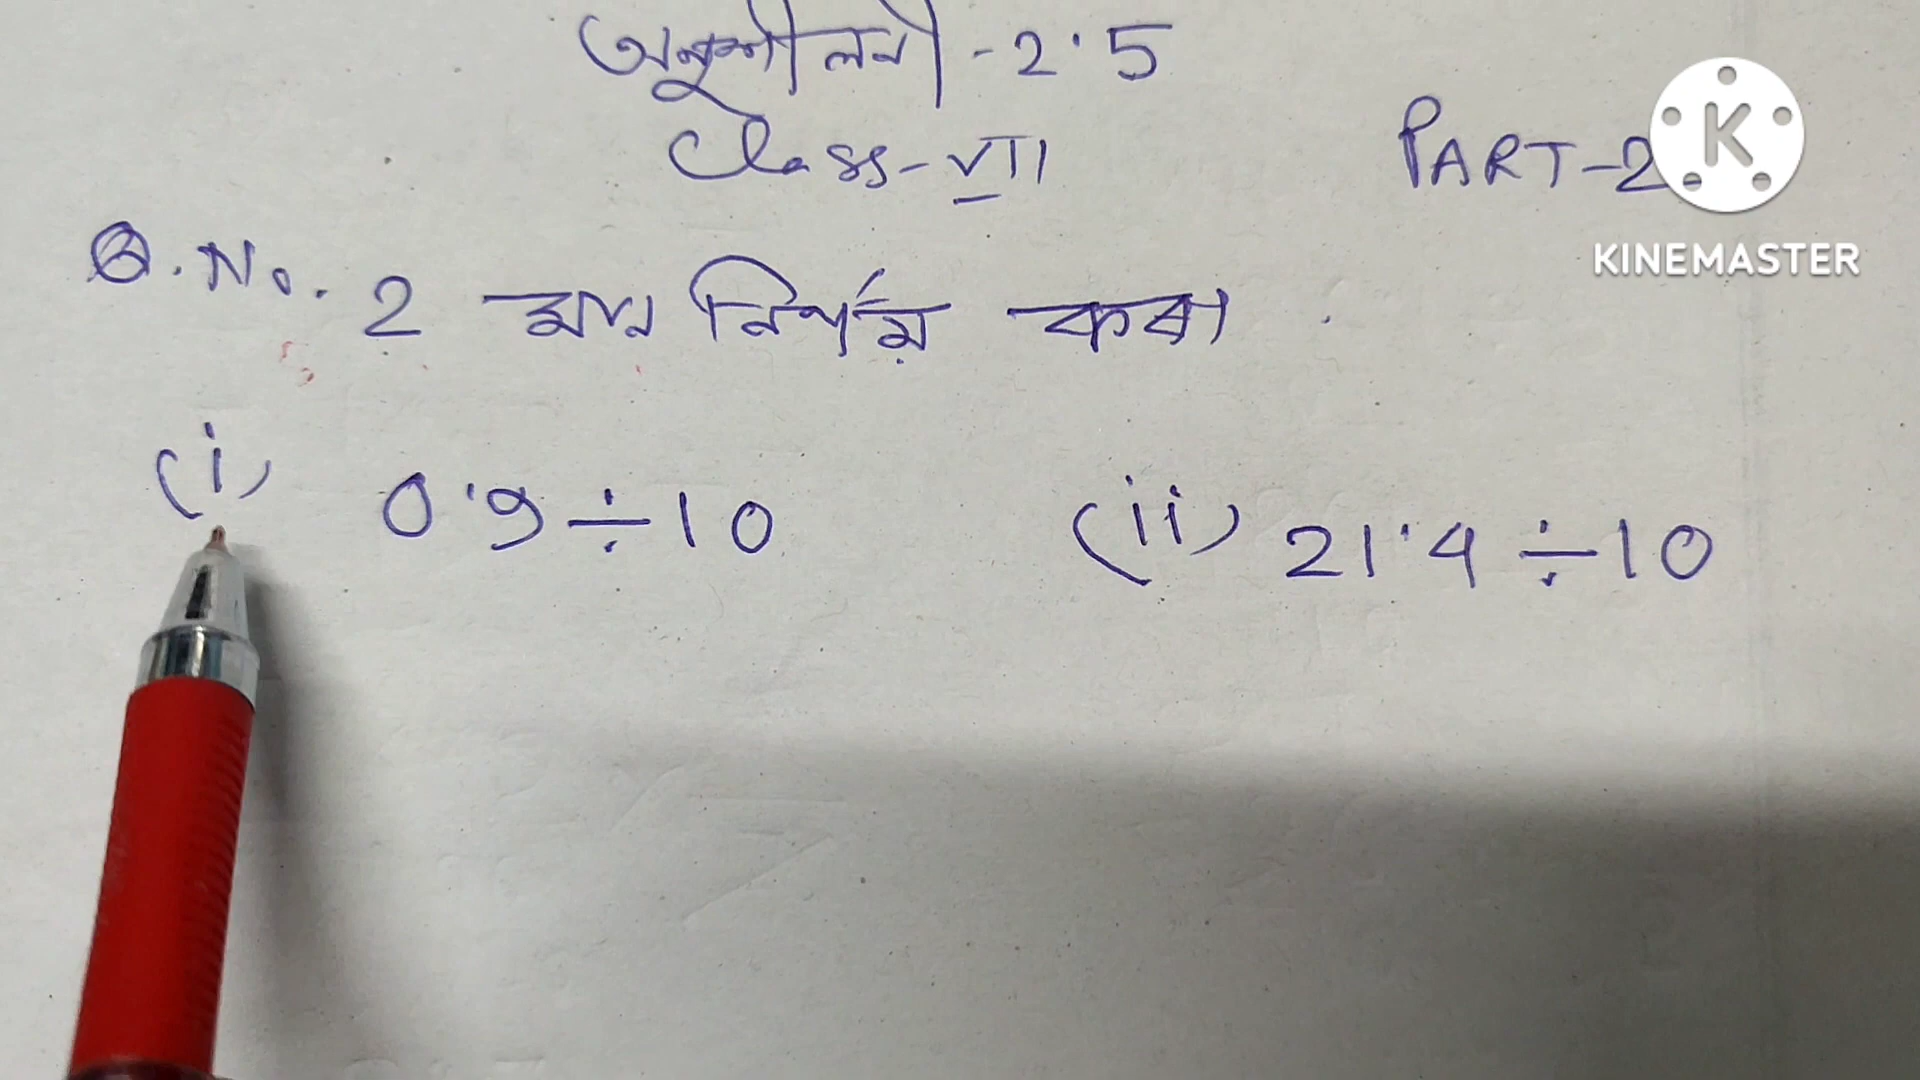 অনুশীলনী - 2.5
Class - VII
PART-2
K
KINEMASTER
Q. No. 2 মান নিৰ্ণয় কৰা
(i) 0.9 ÷ 10
(ii) 21.4 ÷ 10